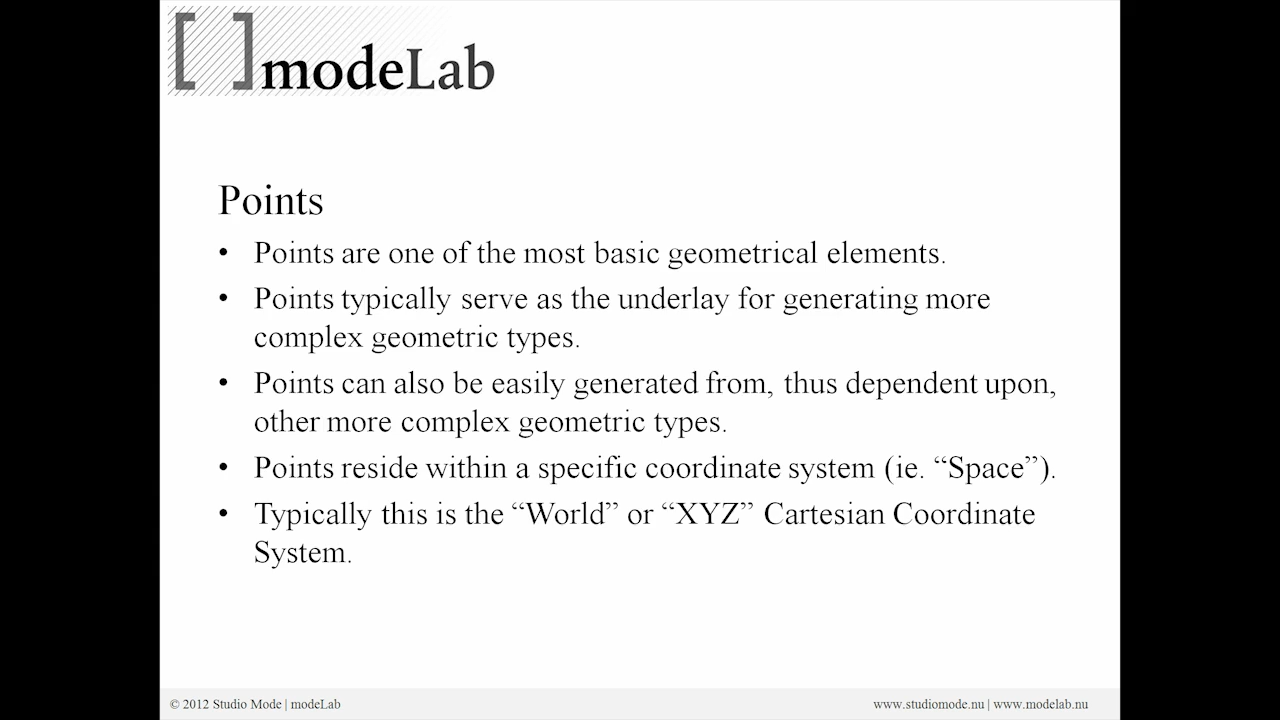 [ ] modeLab
Points
• Points are one of the most basic geometrical elements.
• Points typically serve as the underlay for generating more
complex geometric types.
• Points can also be easily generated from, thus dependent upon,
other more complex geometric types.
• Points reside within a specific coordinate system (ie. “Space”).
• Typically this is the “World” or “XYZ” Cartesian Coordinate
System.
© 2012 Studio Mode | modeLab
www.studiomode.nu | www.modelab.nu